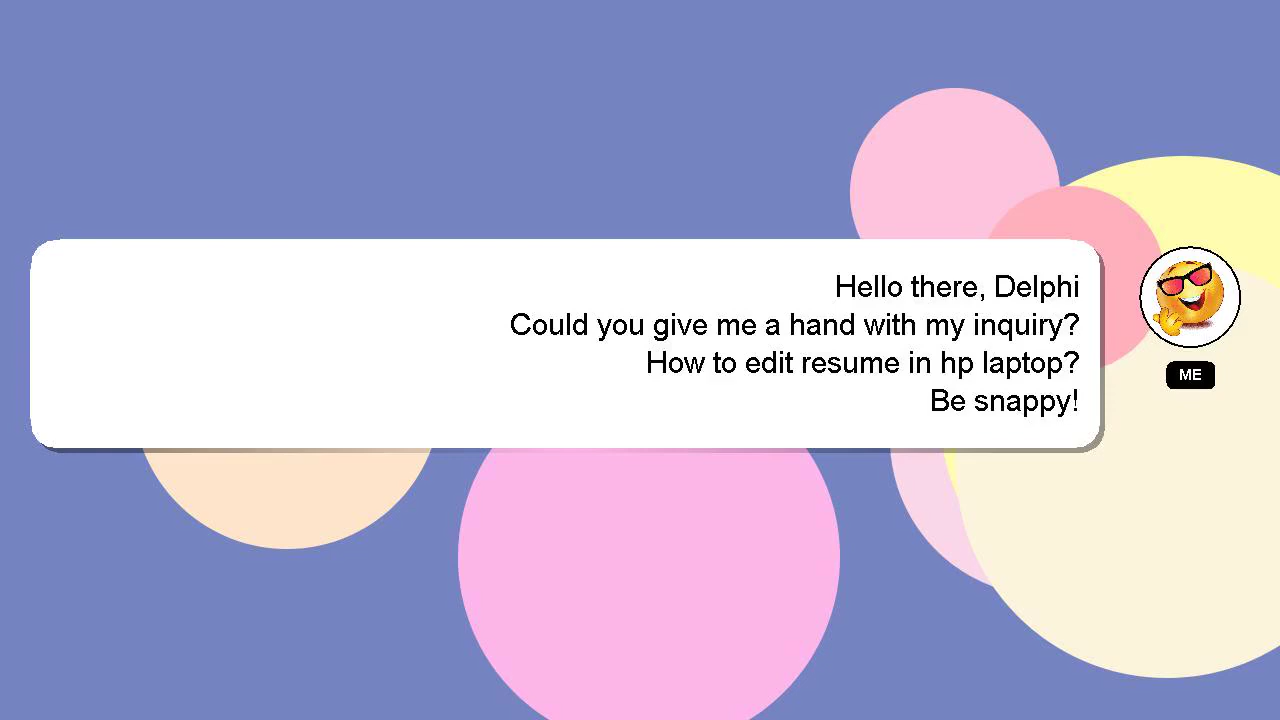 Hello there, Delphi
Could you give me a hand with my inquiry?
How to edit resume in hp laptop?
Be snappy!
ME